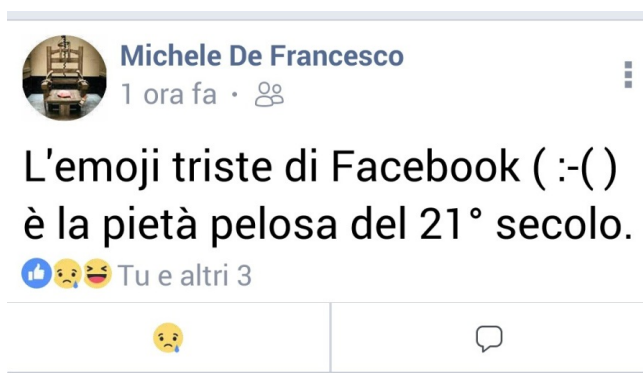 Michele De Francesco
1 ora fa ·
L'emoji triste di Facebook ( :-( )
è la pietà pelosa del 21° secolo.
Tu e altri 3